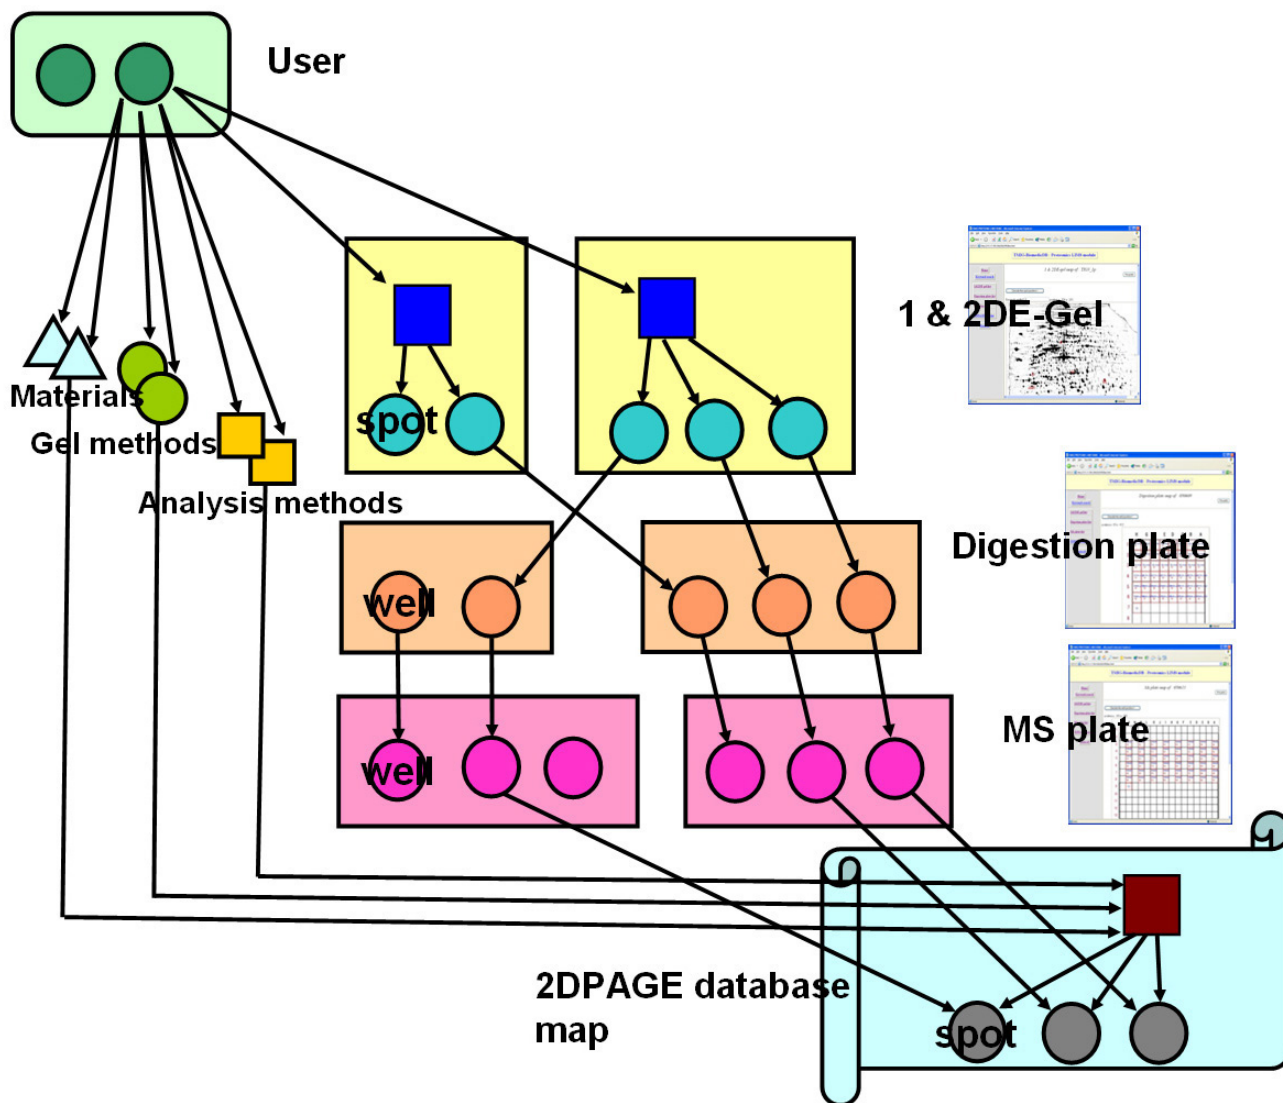 User
1 & 2DE-Gel
Materials
spot
Gel methods
Analysis methods
Digestion plate
well
MS plate
well
2DPAGE database
map
spot